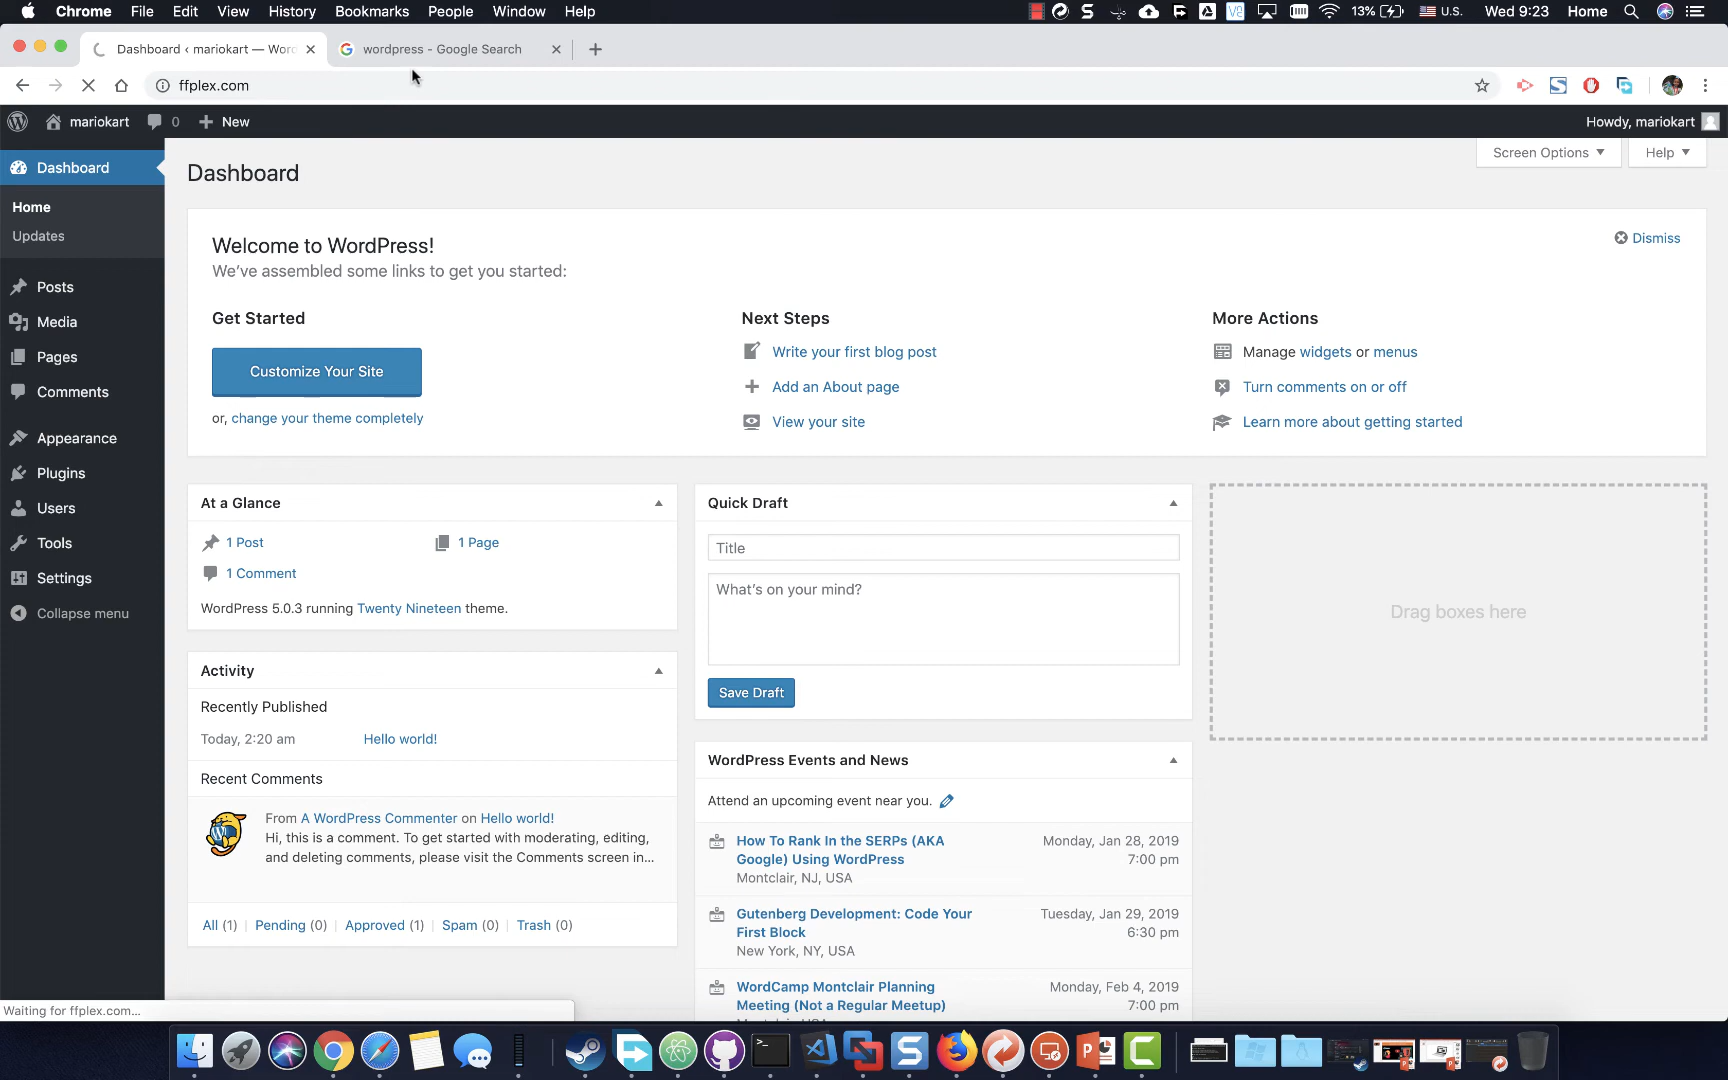 Chrome File Edit View History Bookmarks People Window Help 13% U.S. Wed 9:23 Home
Dashboard ‹ mariokart — Wor
wordpress - Google Search
ffplex.com
mariokart 0 New Howdy, mariokart
Dashboard
Home
Updates
Posts
Media
Pages
Comments
Appearance
Plugins
Users
Tools
Settings
Collapse menu
Screen Options Help
Dashboard
Welcome to WordPress!
Dismiss
We've assembled some links to get you started:
Get Started
Customize Your Site
or, change your theme completely
Next Steps
Write your first blog post
Add an About page
View your site
More Actions
Manage widgets or menus
Turn comments on or off
Learn more about getting started
At a Glance
1 Post 1 Page
1 Comment
WordPress 5.0.3 running Twenty Nineteen theme.
Activity
Recently Published
Today, 2:20 am Hello world!
Recent Comments
From A WordPress Commenter on Hello world!
Hi, this is a comment. To get started with moderating, editing,
and deleting comments, please visit the Comments screen in...
All (1) | Pending (0) | Approved (1) | Spam (0) | Trash (0)
Quick Draft
Title
What's on your mind?
Save Draft
WordPress Events and News
Attend an upcoming event near you.
How To Rank In the SERPs (AKA Monday, Jan 28, 2019
Google) Using WordPress 7:00 pm
Montclair, NJ, USA
Gutenberg Development: Code Your Tuesday, Jan 29, 2019
First Block 6:30 pm
New York, NY, USA
WordCamp Montclair Planning Monday, Feb 4, 2019
Meeting (Not a Regular Meetup) 7:00 pm
Drag boxes here
Waiting for ffplex.com...